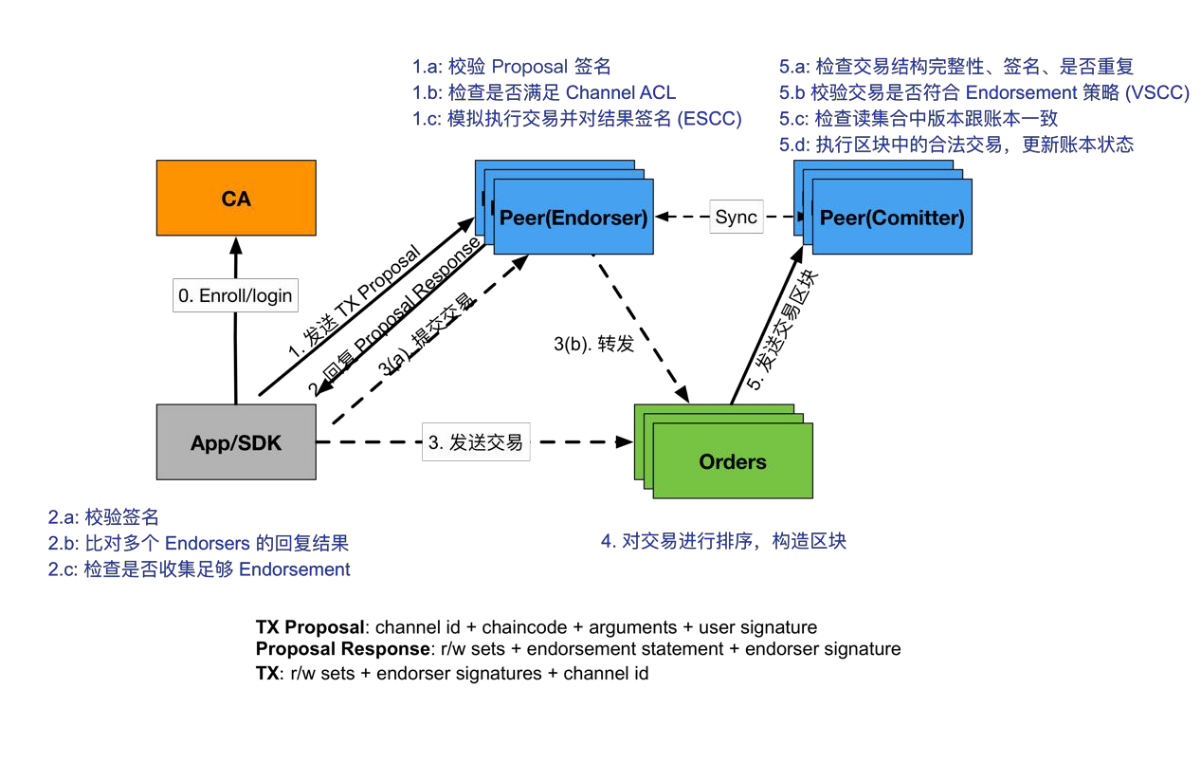 1.a: 校验 Proposal 签名
1.b: 检查是否满足 Channel ACL
1.c: 模拟执行交易并对结果签名 (ESCC)
5.a: 检查交易结构完整性、签名、是否重复
5.b 校验交易是否符合 Endorsement 策略 (VSCC)
5.c: 检查读集合中版本跟账本一致
5.d: 执行区块中的合法交易，更新账本状态
CA
Peer(Endorser)
Sync
Peer(Comitter)
0. Enroll/login
1. 发送 TX Proposal
2. 回复 Proposal Response
3(a). 提交交易
3(b). 转发
5. 发送交易区块
App/SDK
3. 发送交易
Orders
2.a: 校验签名
2.b: 比对多个 Endorsers 的回复结果
2.c: 检查是否收集足够 Endorsement
4. 对交易进行排序，构造区块
TX Proposal: channel id + chaincode + arguments + user signature
Proposal Response: r/w sets + endorsement statement + endorser signature
TX: r/w sets + endorser signatures + channel id